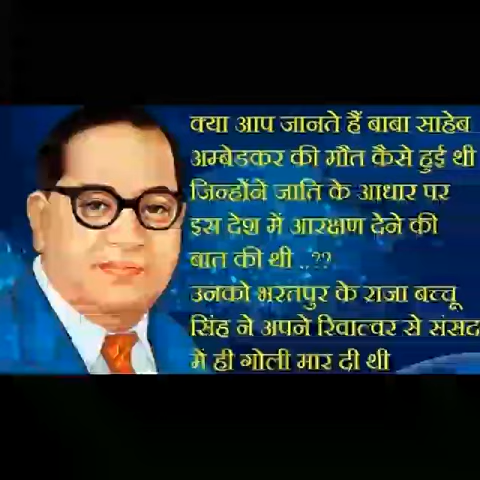 क्या आप जानते हैं बाबा साहेब
अम्बेडकर की मौत कैसे हुई थी
जिन्होंने जाति के आधार पर
इस देश में आरक्षण देने की
बात की थी ..??
उनको भरतपुर के राजा बच्चू
सिंह ने अपने रिवाल्वर से संसद
में ही गोली मार दी थी